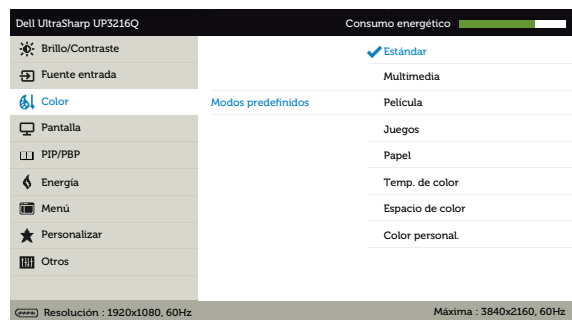 Dell UltraSharp UP3216Q
Consumo energético
Brillo/Contraste
Estándar
Fuente entrada
Multimedia
Color
Modos predefinidos
Película
Pantalla
Juegos
PIP/PBP
Papel
Energía
Temp. de color
Menú
Espacio de color
Personalizar
Color personal.
Otros
Resolución : 1920x1080, 60Hz
Máxima : 3840x2160, 60Hz